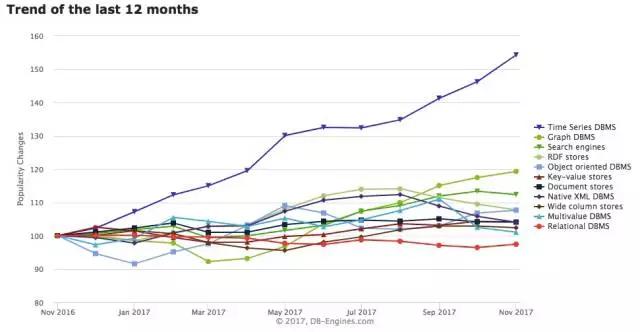 Trend of the last 12 months
160
150
140
130
120
110
100
90
80
Popularity Changes
Nov 2016
Jan 2017
Mar 2017
May 2017
Jul 2017
Sep 2017
Nov 2017
© 2017, DB-Engines.com
Time Series DBMS
Graph DBMS
Search engines
RDF stores
Object oriented DBMS
Key-value stores
Document stores
Native XML DBMS
Wide column stores
Multivalue DBMS
Relational DBMS